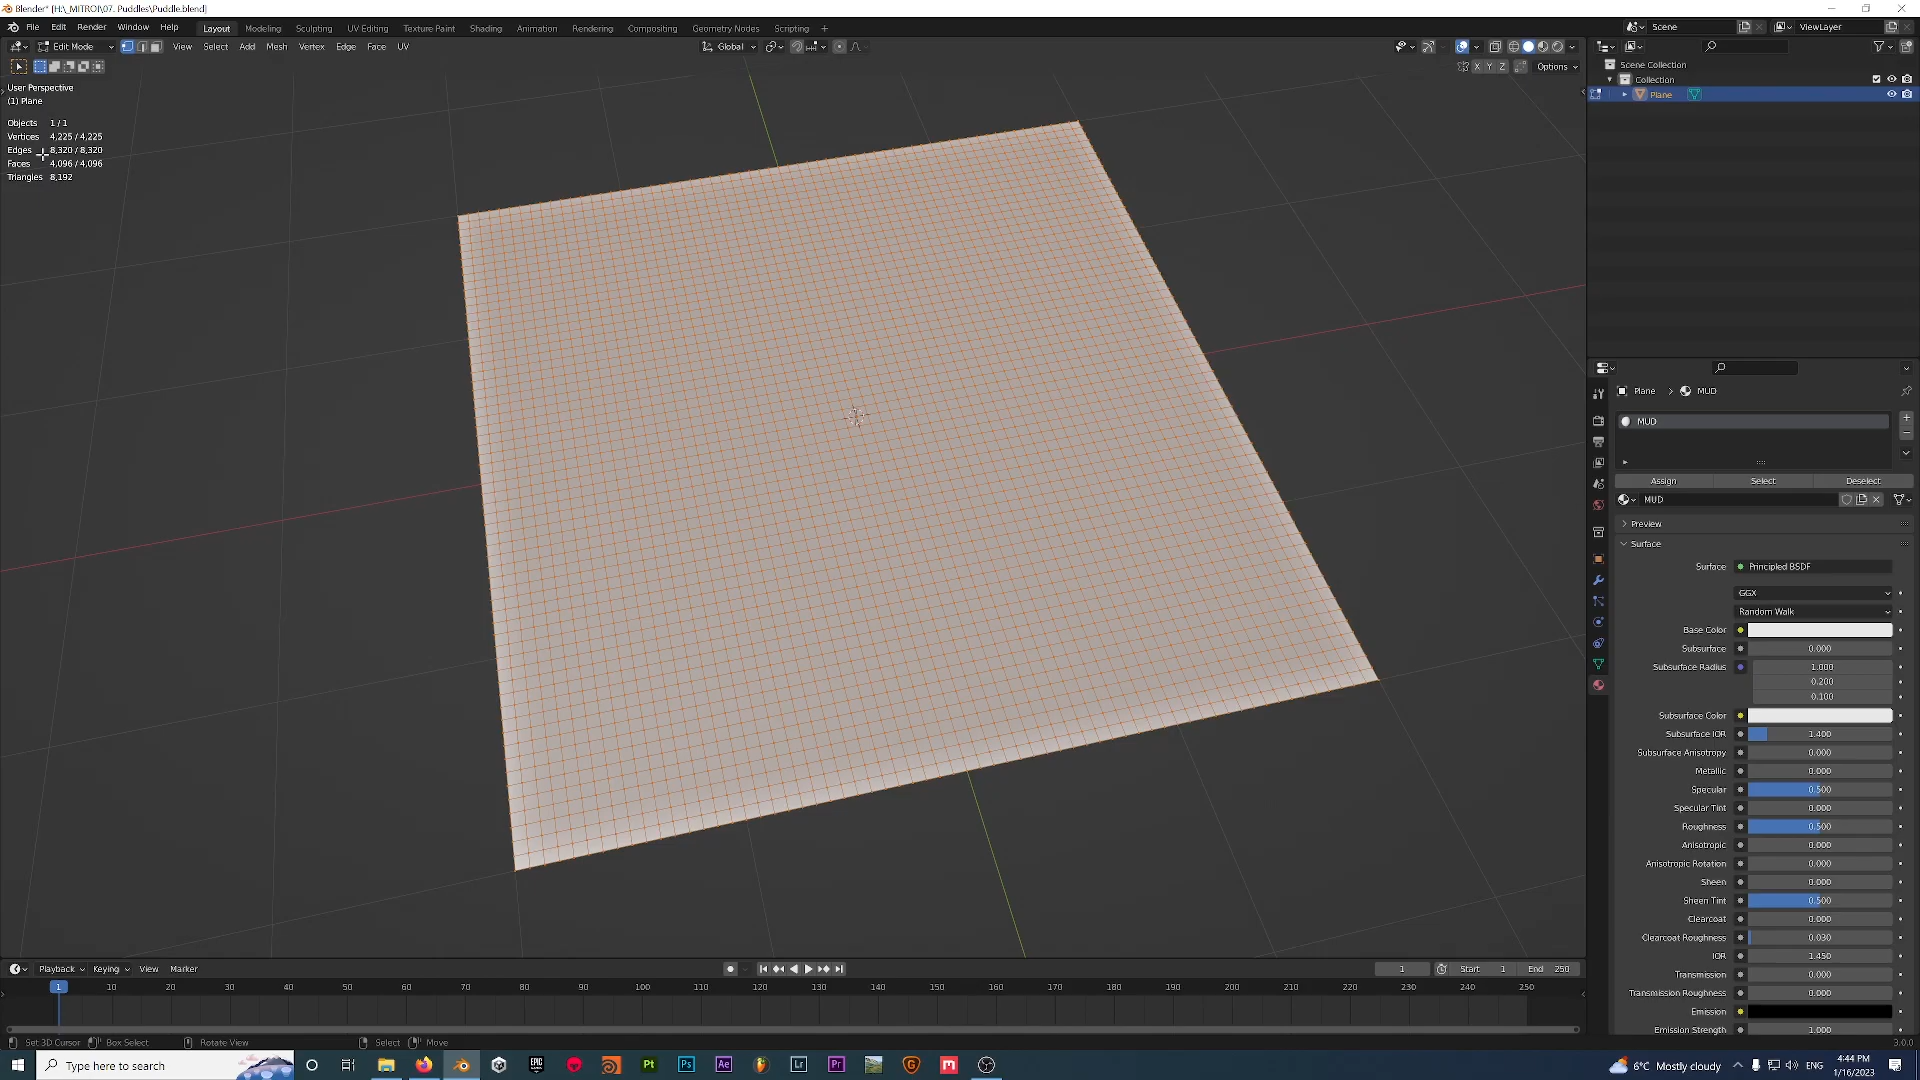 Blender* [H:\_MITROI\07. Puddles\Puddle.blend]
File Edit Render Window Help Layout Modeling Sculpting UV Editing Texture Paint Shading Animation Rendering Compositing Geometry Nodes Scripting + Scene ViewLayer
Edit Mode View Select Add Mesh Vertex Edge Face UV Global
X Y Z Options
User Perspective
(1) Plane
Objects 1 / 1
Vertices 4,225 / 4,225
Edges 8,320 / 8,320
Faces 4,096 / 4,096
Triangles 8,192
Scene Collection
Collection
Plane
Plane > MUD
MUD
Assign Select Deselect
MUD
Preview
Surface
Surface Principled BSDF
GGX
Random Walk
Base Color
Subsurface 0.000
Subsurface Radius 1.000
0.200
0.100
Subsurface Color
Subsurface IOR 1.400
Subsurface Anisotropy 0.000
Metallic 0.000
Specular 0.500
Specular Tint 0.000
Roughness 0.500
Anisotropic 0.000
Anisotropic Rotation 0.000
Sheen 0.000
Sheen Tint 0.500
Clearcoat 0.000
Clearcoat Roughness 0.030
IOR 1.450
Transmission 0.000
Transmission Roughness 0.000
Emission
Emission Strength 1.000
Playback Keying View Marker 1 Start 1 End 250
1 10 20 30 40 50 60 70 80 90 100 110 120 130 140 150 160 170 180 190 200 210 220 230 240 250
Set 3D Cursor Box Select Rotate View Select Move 3.0.0
Type here to search EPIC GAMES Pt Ps Ae Lr Pr 6°C Mostly cloudy ENG 4:44 PM
1/16/2023